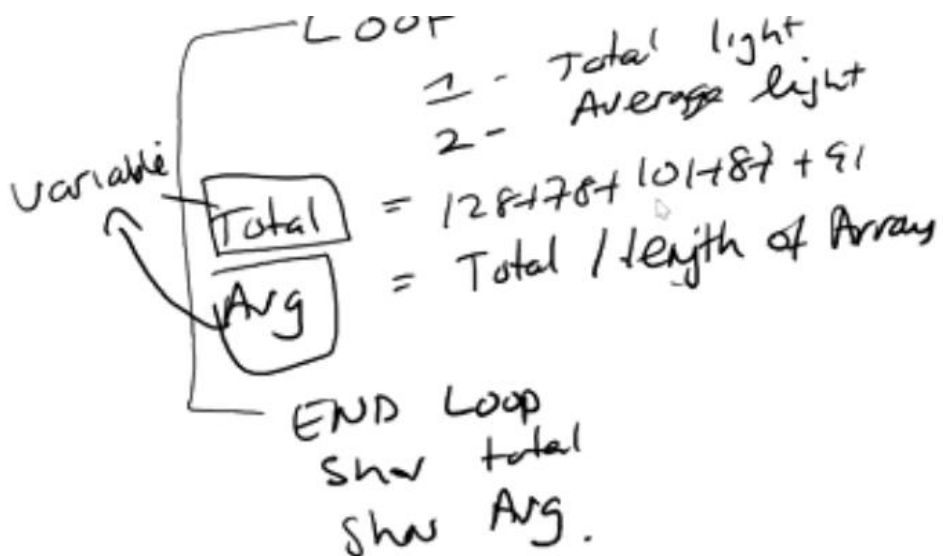 LOOP
1 - Total light
2 - Average light
variable
Total = 128+78+101+87+91
Avg = Total / length of Array
END LOOP
Show total
Show Avg.